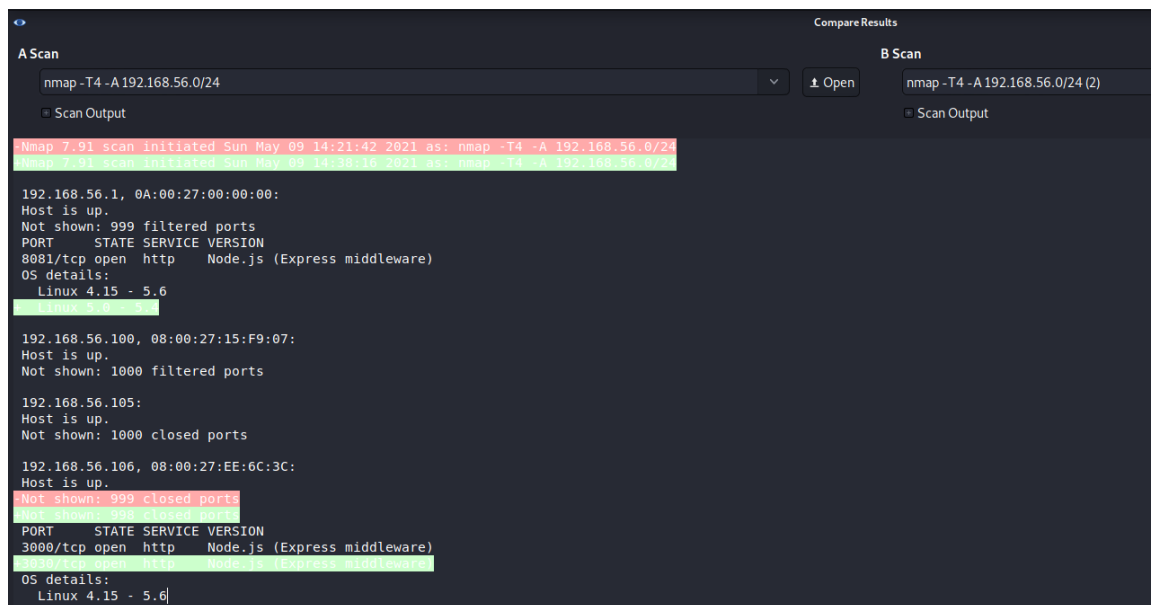 Compare Results
A Scan
B Scan
nmap -T4 -A 192.168.56.0/24
Open
nmap -T4 -A 192.168.56.0/24 (2)
Scan Output
Scan Output
-Nmap 7.91 scan initiated Sun May 09 14:21:42 2021 as: nmap -T4 -A 192.168.56.0/24
+Nmap 7.91 scan initiated Sun May 09 14:38:16 2021 as: nmap -T4 -A 192.168.56.0/24
192.168.56.1, 0A:00:27:00:00:00:
Host is up.
Not shown: 999 filtered ports
PORT STATE SERVICE VERSION
8081/tcp open http Node.js (Express middleware)
OS details:
Linux 4.15 - 5.6
+ Linux 5.0 - 5.4
192.168.56.100, 08:00:27:15:F9:07:
Host is up.
Not shown: 1000 filtered ports
192.168.56.105:
Host is up.
Not shown: 1000 closed ports
192.168.56.106, 08:00:27:EE:6C:3C:
Host is up.
-Not shown: 999 closed ports
+Not shown: 998 closed ports
PORT STATE SERVICE VERSION
3000/tcp open http Node.js (Express middleware)
+3030/tcp open http Node.js (Express middleware)
OS details:
Linux 4.15 - 5.6